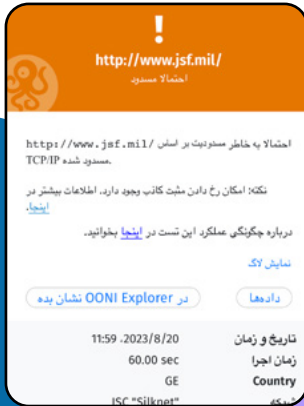 !
http://www.jsf.mil/
احتمالا مسدود
احتمالا به خاطر محدودیت بر اساس http://www.jsf.mil/
مسدود شده TCP/IP.
نکته: امکان رخ دادن مثبت کاذب وجود دارد. اطلاعات بیشتر در
اینجا.
درباره چگونگی عملکرد این تست در اینجا بخوانید.
نمایش لاگ
داده‌ها
در OONI Explorer نشان بده
تاریخ و زمان 2023/8/20، 11:59
زمان اجرا 60.00 sec
Country GE
شبکه JSC "Silknet"